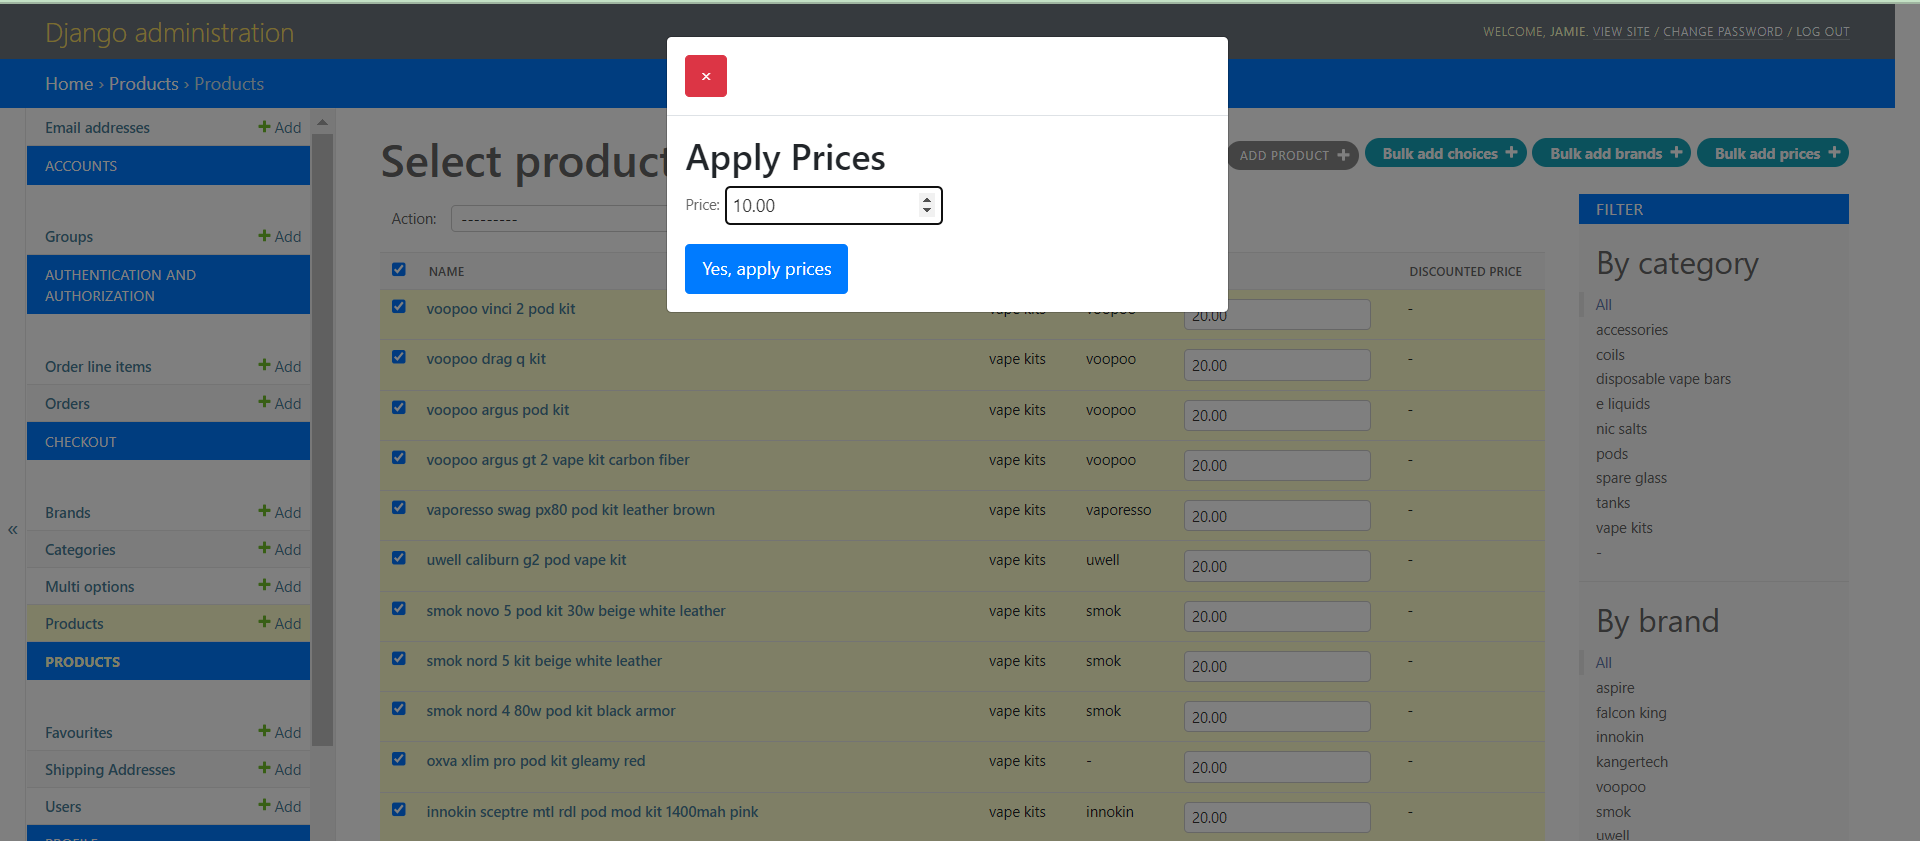 Django administration
WELCOME, JAMIE. VIEW SITE / CHANGE PASSWORD / LOG OUT
Home › Products › Products
×
Apply Prices
Price: 10.00
Yes, apply prices
Email addresses + Add
ACCOUNTS
Groups + Add
AUTHENTICATION AND
AUTHORIZATION
Order line items + Add
Orders + Add
CHECKOUT
Brands + Add
Categories + Add
Multi options + Add
Products + Add
PRODUCTS
Favourites + Add
Shipping Addresses + Add
Users + Add
PROFILE
«
Select product
ADD PRODUCT +
Bulk add choices +
Bulk add brands +
Bulk add prices +
Action: ---------
NAME DISCOUNTED PRICE
voopoo vinci 2 pod kit vape kits voopoo 20.00 -
voopoo drag q kit vape kits voopoo 20.00 -
voopoo argus pod kit vape kits voopoo 20.00 -
voopoo argus gt 2 vape kit carbon fiber vape kits voopoo 20.00 -
vaporesso swag px80 pod kit leather brown vape kits vaporesso 20.00 -
uwell caliburn g2 pod vape kit vape kits uwell 20.00 -
smok novo 5 pod kit 30w beige white leather vape kits smok 20.00 -
smok nord 5 kit beige white leather vape kits smok 20.00 -
smok nord 4 80w pod kit black armor vape kits smok 20.00 -
oxva xlim pro pod kit gleamy red vape kits - 20.00 -
innokin sceptre mtl rdl pod mod kit 1400mah pink vape kits innokin 20.00 -
FILTER
By category
All
accessories
coils
disposable vape bars
e liquids
nic salts
pods
spare glass
tanks
vape kits
-
By brand
All
aspire
falcon king
innokin
kangertech
voopoo
smok
uwell